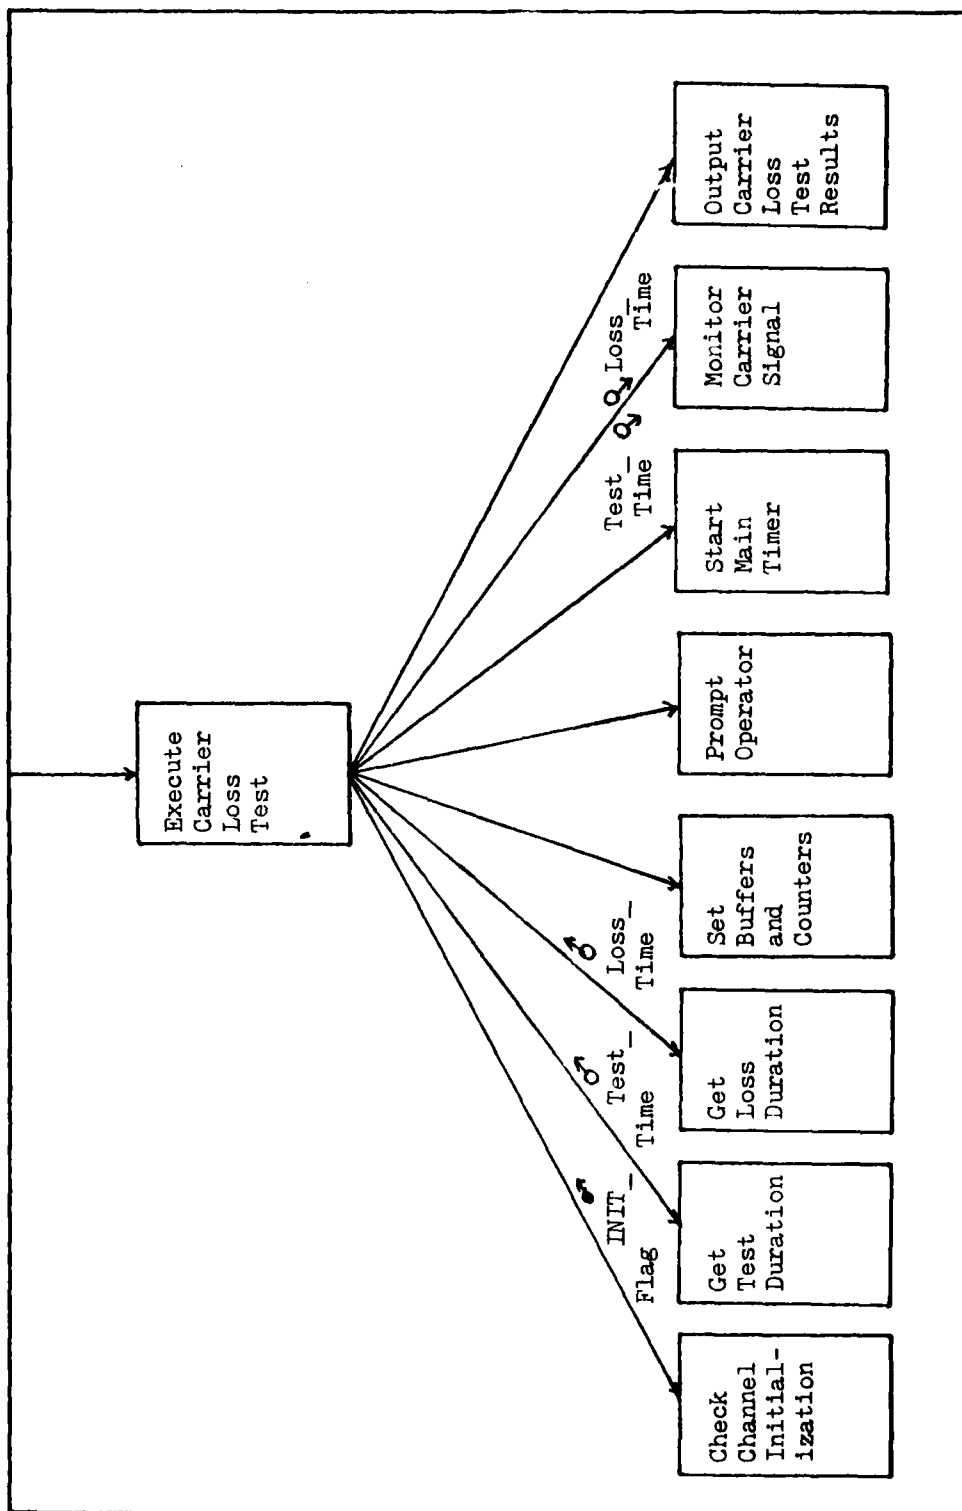 Execute
Carrier
Loss
Test
INIT_
Flag
Test_
Time
Loss_
Time
Test_
Time
Loss_
Time
Check
Channel
Initial-
ization
Get
Test
Duration
Get
Loss
Duration
Set
Buffers
and
Counters
Prompt
Operator
Start
Main
Timer
Monitor
Carrier
Signal
Output
Carrier
Loss
Test
Results